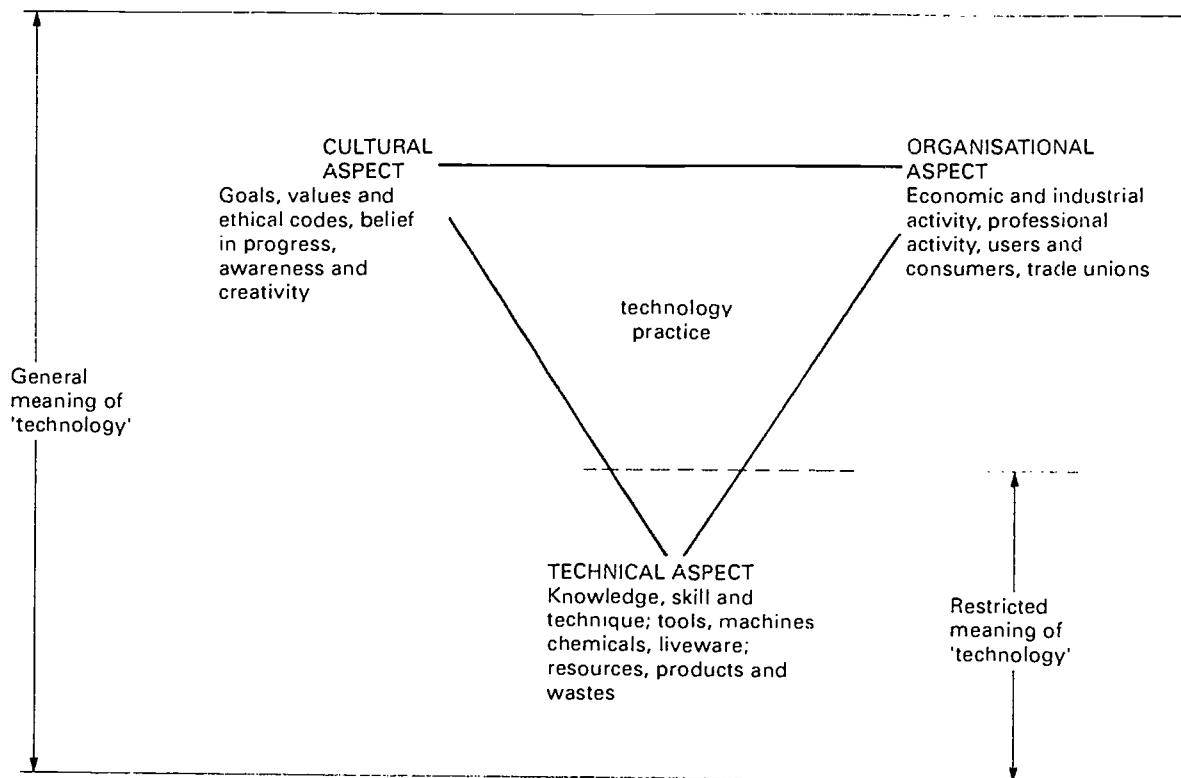 CULTURAL
ASPECT
Goals, values and
ethical codes, belief
in progress,
awareness and
creativity
ORGANISATIONAL
ASPECT
Economic and industrial
activity, professional
activity, users and
consumers, trade unions
technology
practice
General
meaning of
'technology'
TECHNICAL ASPECT
Knowledge, skill and
technique; tools, machines
chemicals, liveware;
resources, products and
wastes
Restricted
meaning of
'technology'